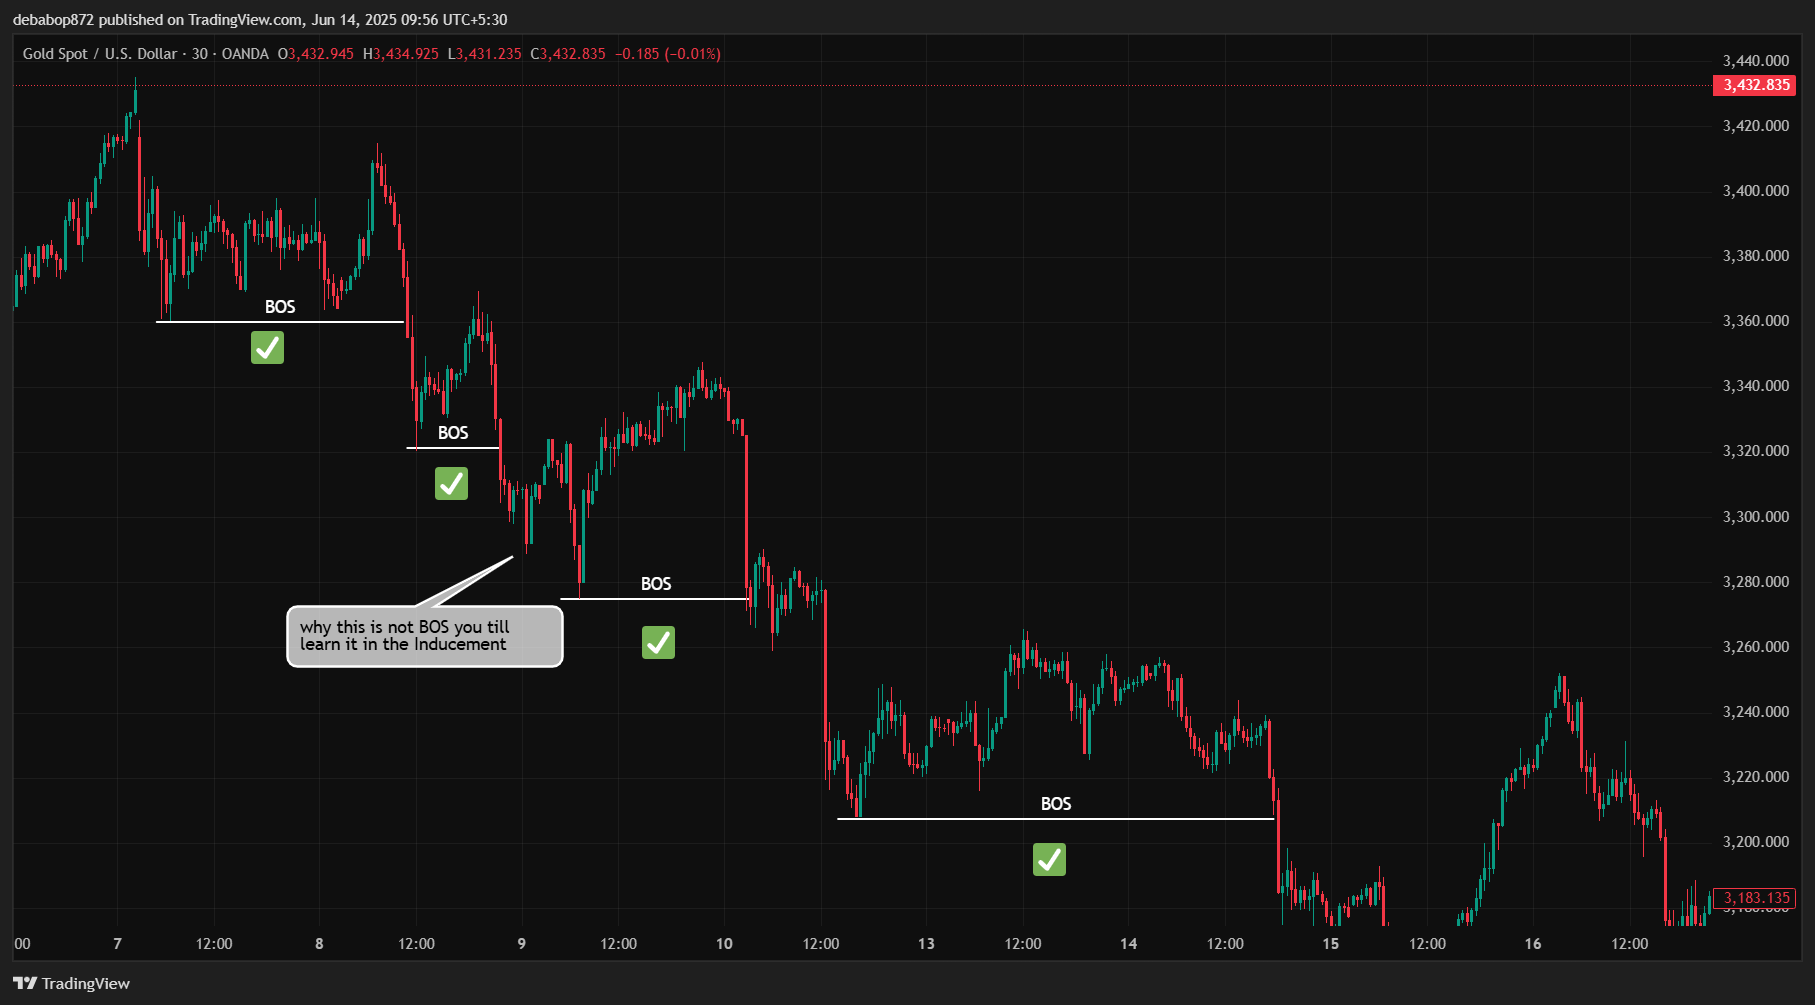 debabop872 published on TradingView.com, Jun 14, 2025 09:56 UTC+5:30
Gold Spot / U.S. Dollar · 30 · OANDA O3,432.945 H3,434.925 L3,431.235 C3,432.835 −0.185 (−0.01%)
3,440.000
3,432.835
3,420.000
3,400.000
3,380.000
BOS
3,360.000
3,340.000
BOS
3,320.000
3,300.000
BOS
3,280.000
why this is not BOS you till
learn it in the Inducement
3,260.000
3,240.000
3,220.000
BOS
3,200.000
3,183.135
3,180.000
00 7 12:00 8 12:00 9 12:00 10 12:00 13 12:00 14 12:00 15 12:00 16 12:00
TradingView